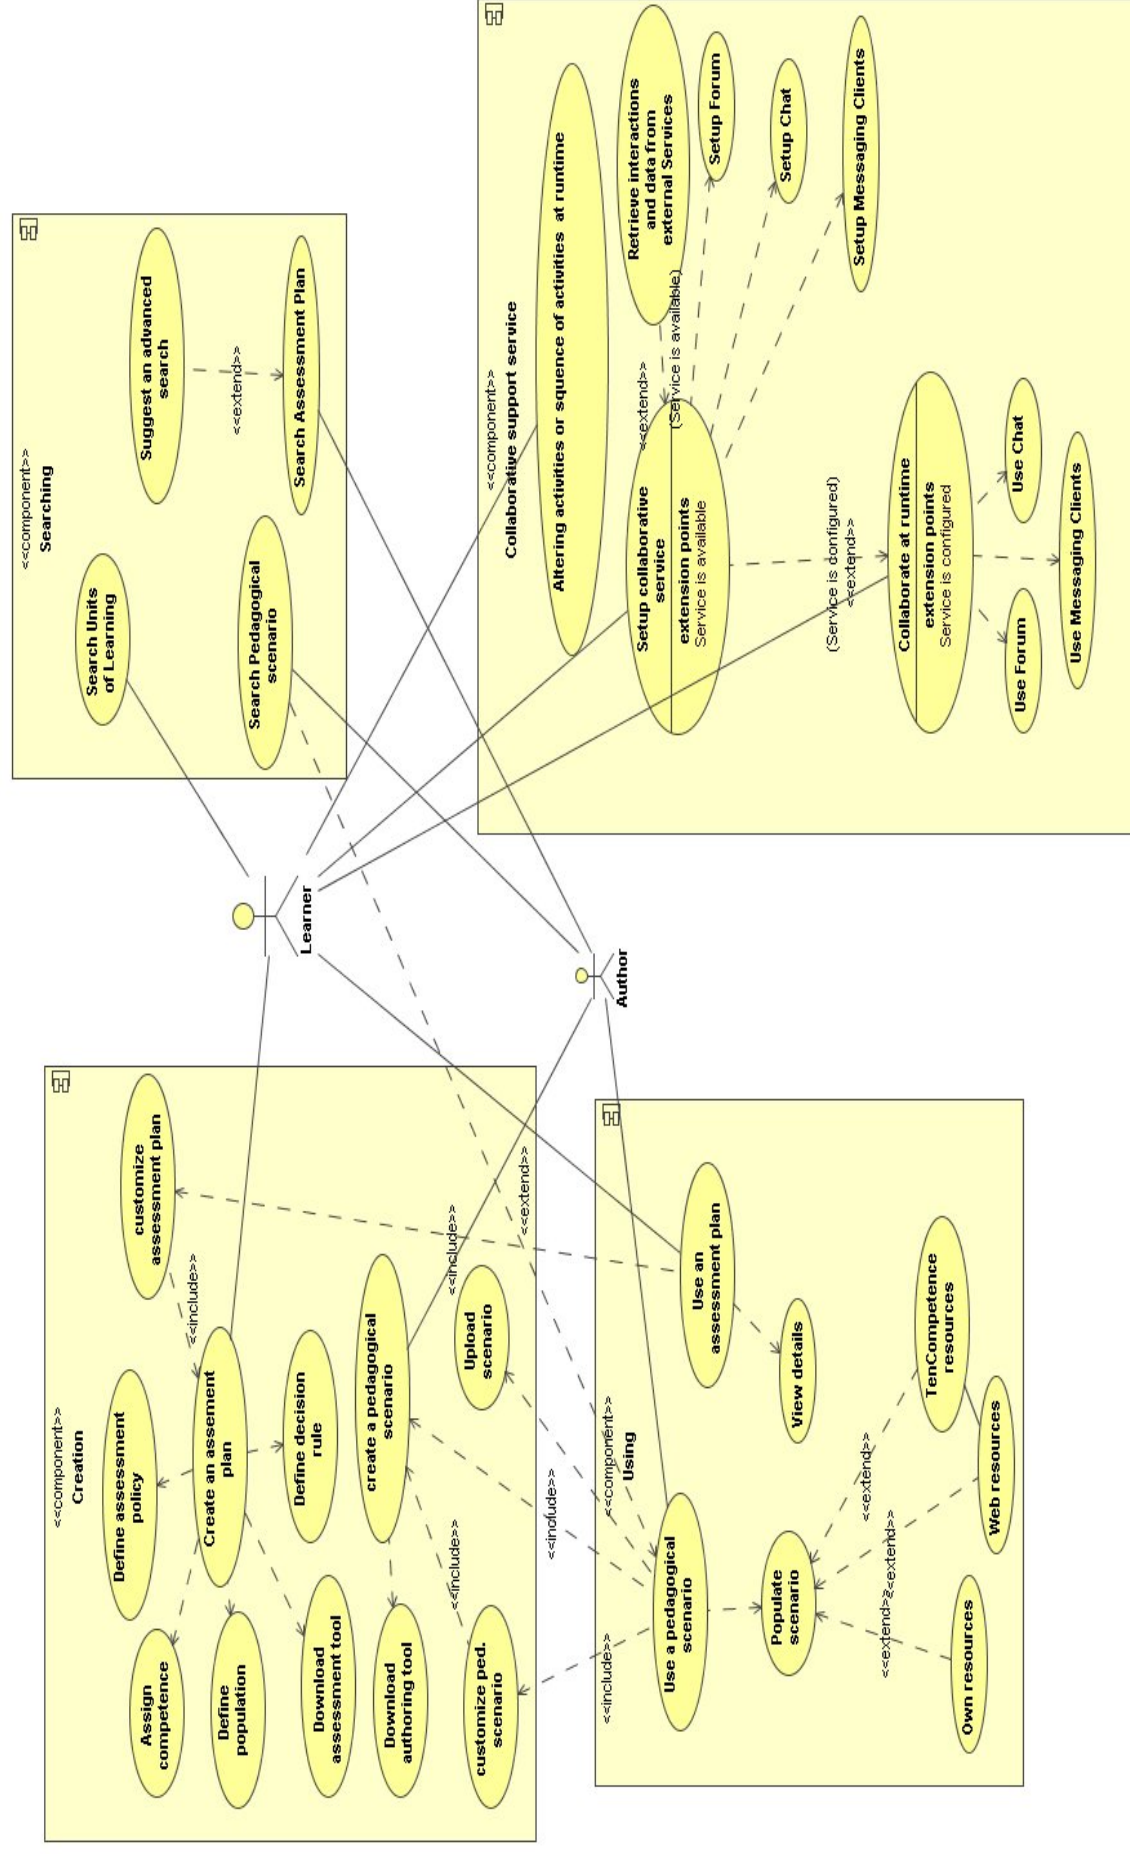 <<component>>
Creation
Define assessment
policy
Assign
competence
Create an assement
plan
customize
assessment plan
<<include>>
Define
population
Define decision
rule
Download
assessment tool
create a pedagogical
scenario
Download
authoring tool
<<include>>
<<include>>
Upload
scenario
customize ped.
scenario
<<extend>>
<<include>>
<<include>>
<<component>>
Using
Use a pedagogical
scenario
Use an
assessment plan
View details
Populate
scenario
<<extend>>
<<extend>>
<<extend>>
TenCompetence
resources
Web resources
Own resources
Learner
Author
<<component>>
Searching
Search Units
of Learning
Suggest an advanced
search
<<extend>>
Search Pedagogical
scenario
Search Assessment Plan
<<component>>
Collaborative support service
Altering activities or squence of activities at runtime
Retrieve interactions
and data from
external Services
<<extend>>
(Service is available)
Setup collaborative
service
extension points
Service is available
Setup Forum
Setup Chat
Setup Messaging Clients
(Service is configured)
<<extend>>
Collaborate at runtime
extension points
Service is configured
Use Forum
Use Chat
Use Messaging Clients